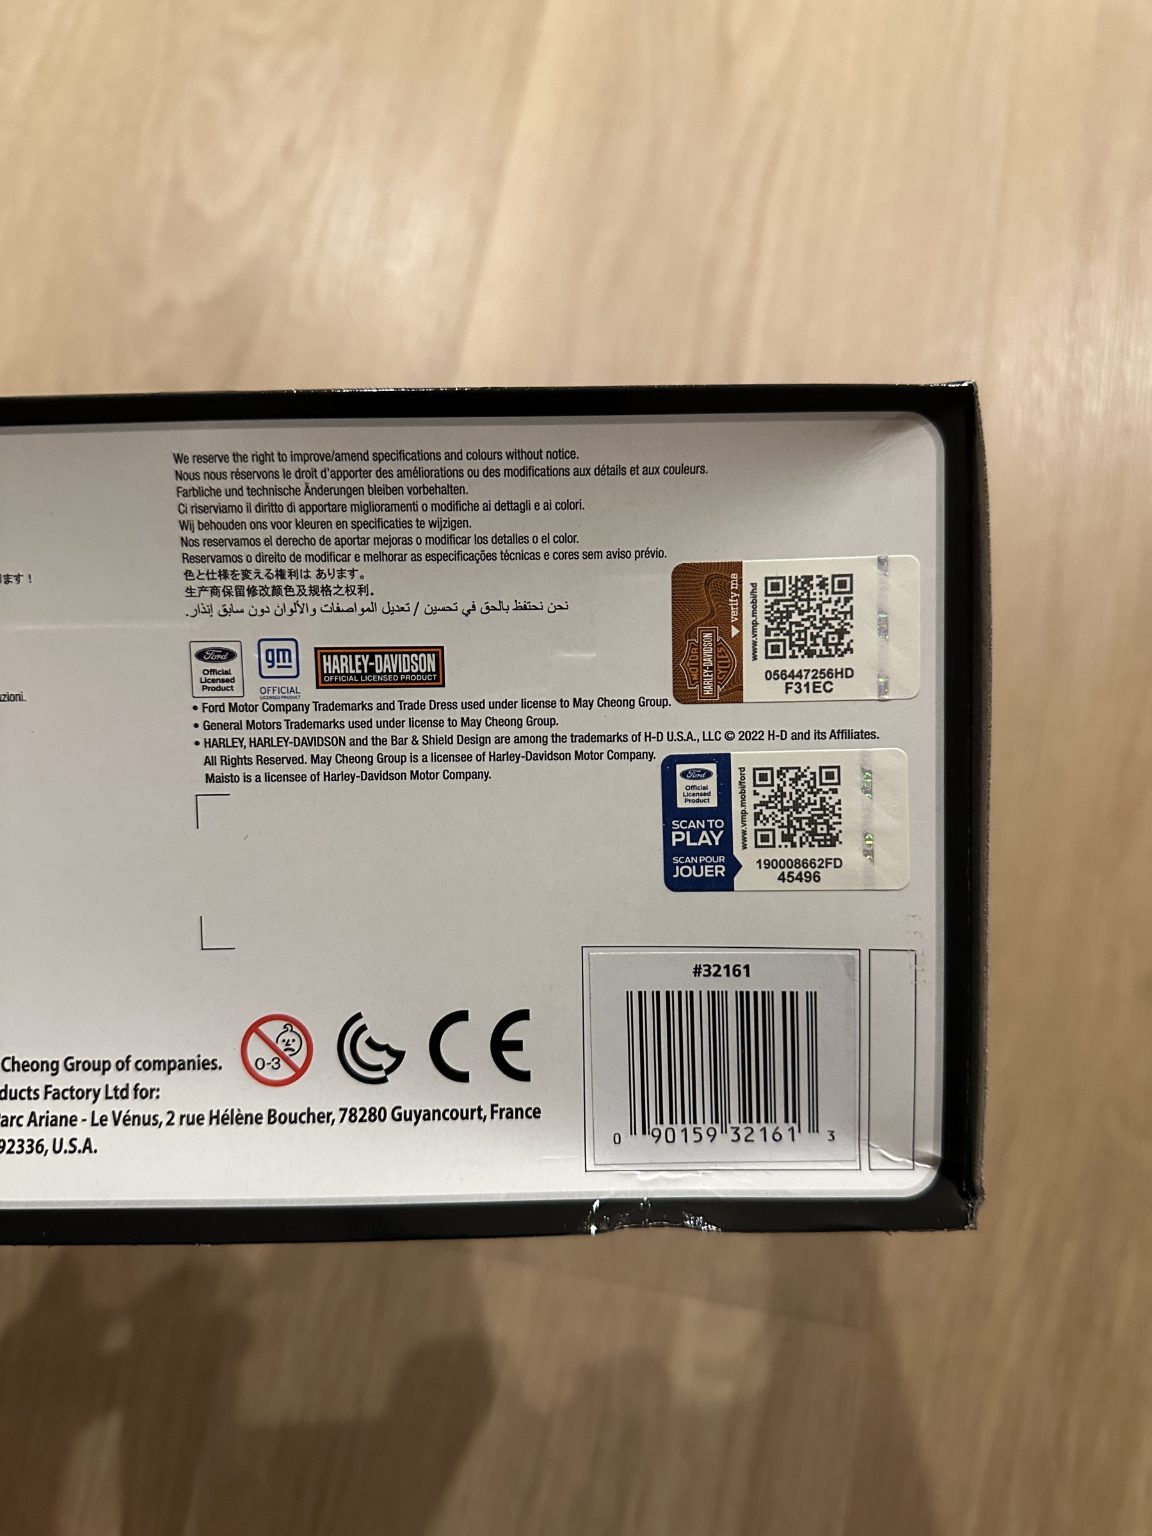 We reserve the right to improve/amend specifications and colours without notice.
Nous nous réservons le droit d'apporter des améliorations ou des modifications aux détails et aux couleurs.
Farbliche und technische Änderungen bleiben vorbehalten.
Ci riserviamo il diritto di apportare miglioramenti o modifiche ai dettagli e ai colori.
Wij behouden ons voor kleuren en specificaties te wijzigen.
Nos reservamos el derecho de aportar mejoras o modificar los detalles o el color.
Reservamos o direito de modificar e melhorar as especificações técnicas e cores sem aviso prévio.
ます!
色と仕様を変える権利は あります。
生产商保留修改颜色及规格之权利.
نحن نحتفظ بالحق في تحسين / تعديل المواصفات والألوان دون سابق إنذار.
zioni.
Ford
Official
Licensed
Product
gm
OFFICIAL
LICENSED PRODUCT
HARLEY-DAVIDSON
OFFICIAL LICENSED PRODUCT
• Ford Motor Company Trademarks and Trade Dress used under license to May Cheong Group.
• General Motors Trademarks used under license to May Cheong Group.
• HARLEY, HARLEY-DAVIDSON and the Bar & Shield Design are among the trademarks of H-D U.S.A., LLC © 2022 H-D and its Affiliates.
All Rights Reserved. May Cheong Group is a licensee of Harley-Davidson Motor Company.
Maisto is a licensee of Harley-Davidson Motor Company.
MOTOR
HARLEY-DAVIDSON
CYCLES
verify me
www.vmp.mobi/hd
056447256HD
F31EC
Ford
Official
Licensed
Product
SCAN TO
PLAY
SCAN POUR
JOUER
www.vmp.mobi/ford
190008662FD
45496
#32161
0 90159 32161 3
0-3
CE
Cheong Group of companies.
ducts Factory Ltd for:
arc Ariane - Le Vénus, 2 rue Hélène Boucher, 78280 Guyancourt, France
92336, U.S.A.